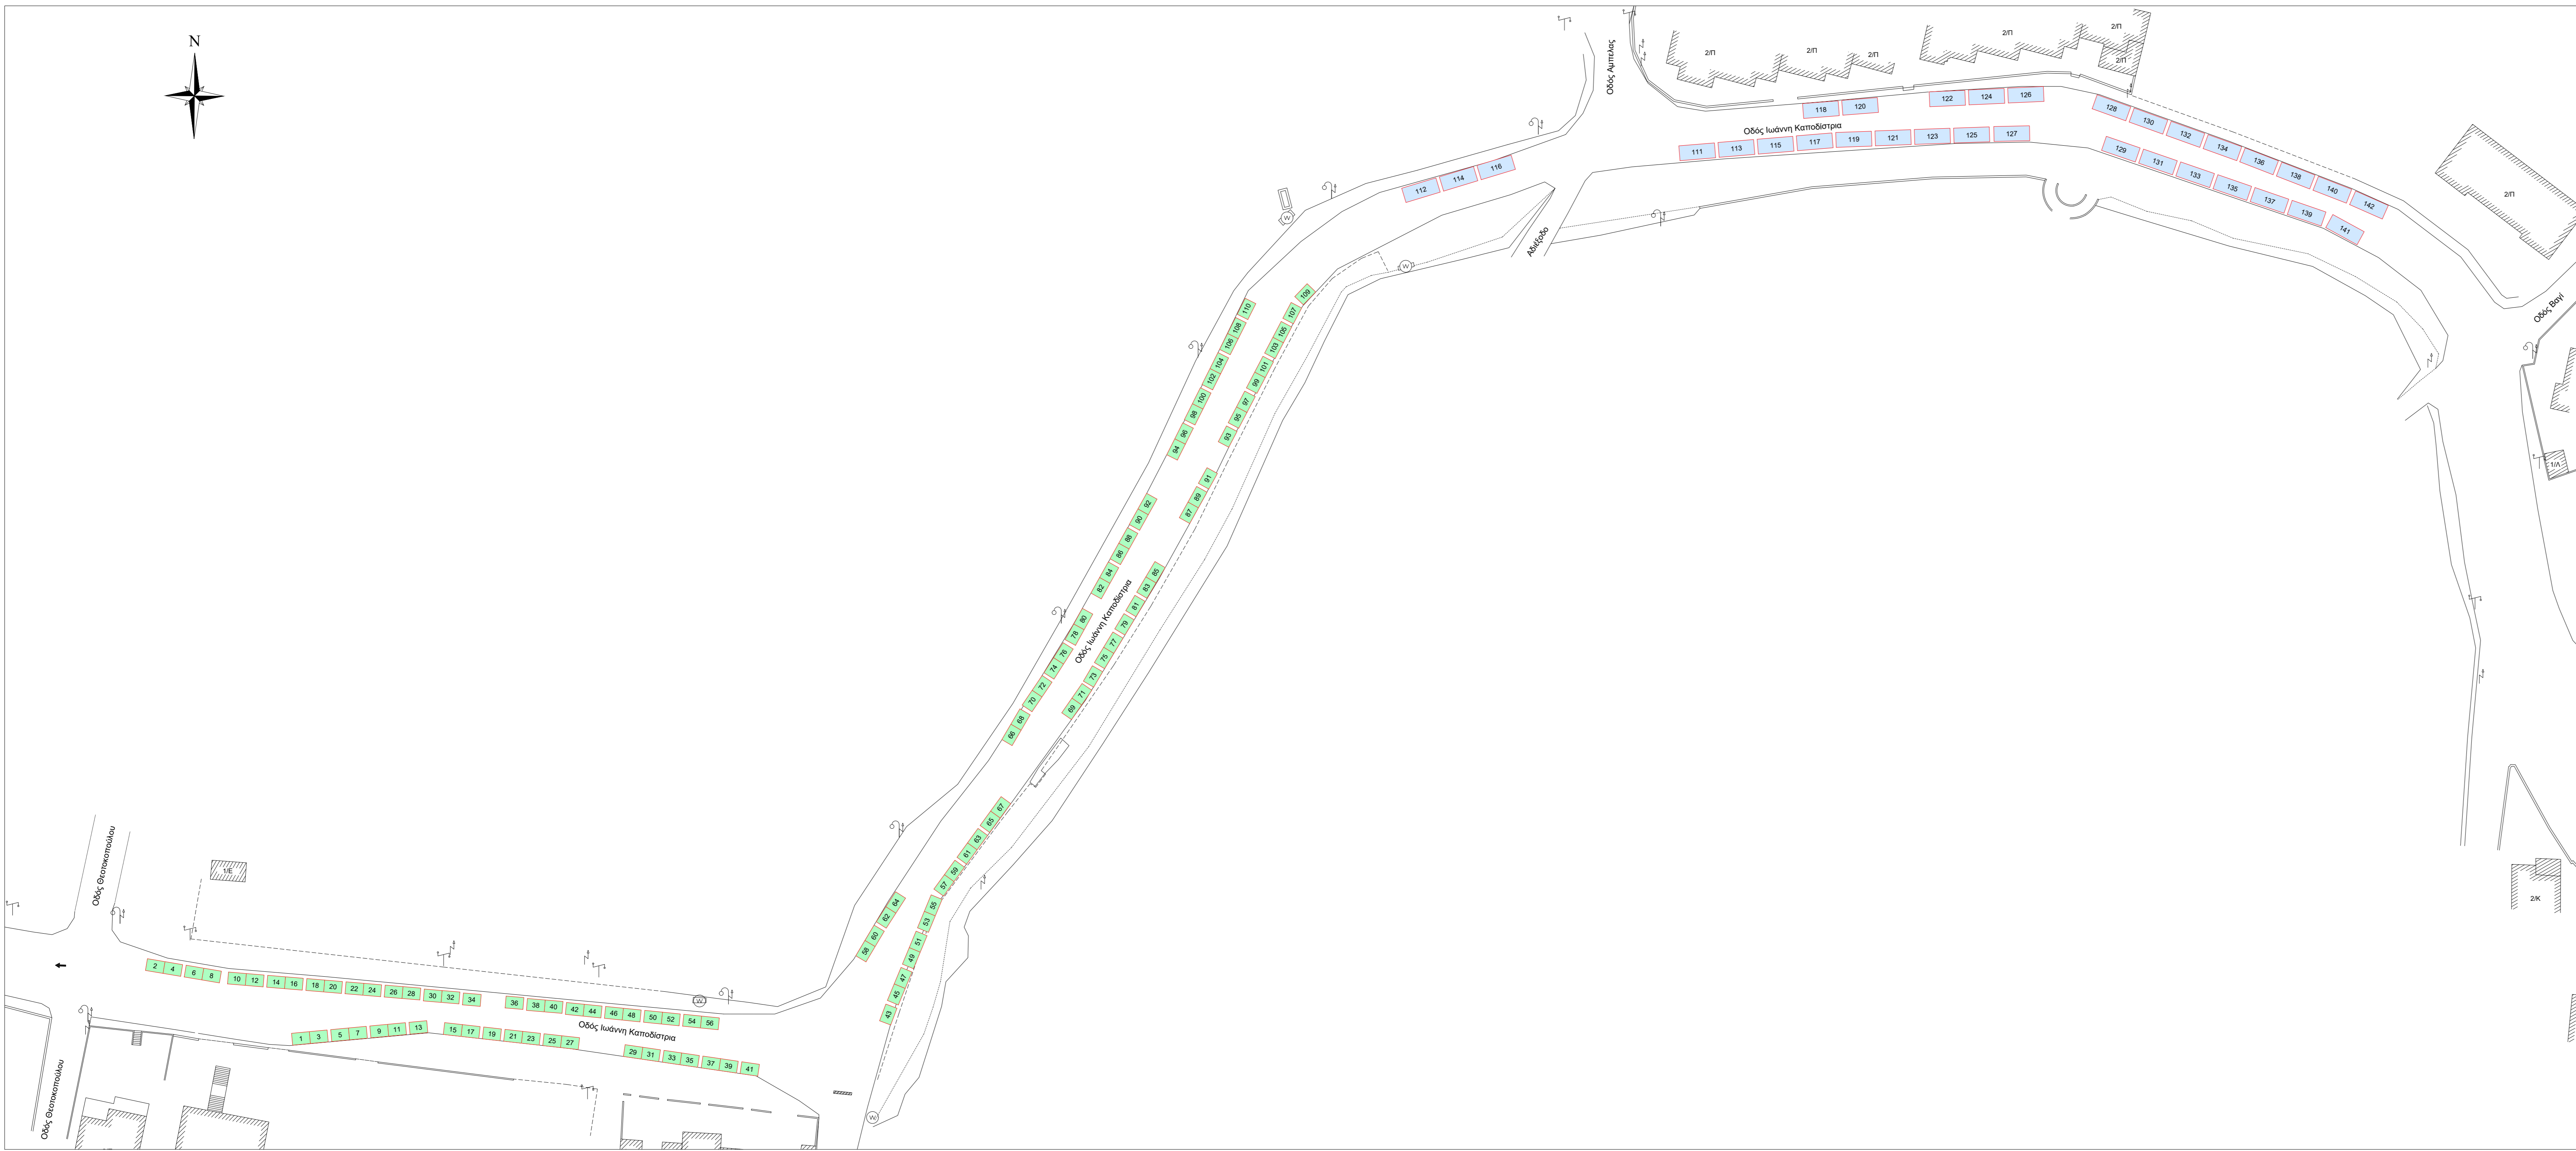 N
Οδός Αμπελας
2/Π
2/Π
2/Π
2/Π
2/Π
2/Π
118 120 122 124 126
128 130 132 134 136 138 140 142
Οδός Ιωάννη Καποδίστρια
111 113 115 117 119 121 123 125 127
129 131 133 135 137 139 141
112 114 116
2/Π
W
Αδιέξοδο
W
Οδός Βαγί
1/Λ
110 108 106 104 102 100 98 96 94
109 107 105 103 101 99 97 95 93
92 90 88 86 84 82
91 89 87
85 83 81 79 77 75 73 71 69
Οδός Ιωάννη Καποδίστρια
80 78 76 74 72 70 68 66
67 65 63 61 59 57 55 53 51 49 47 45 43
64 62 60 58
Οδός Θεοτοκοπούλου
1/Ε
2/Κ
2 4 6 8 10 12 14 16 18 20 22 24 26 28 30 32 34 36 38 40 42 44 46 48 50 52 54 56
W
Οδός Ιωάννη Καποδίστρια
1 3 5 7 9 11 13 15 17 19 21 23 25 27 29 31 33 35 37 39 41
Οδός Θεοτοκοπούλου
W